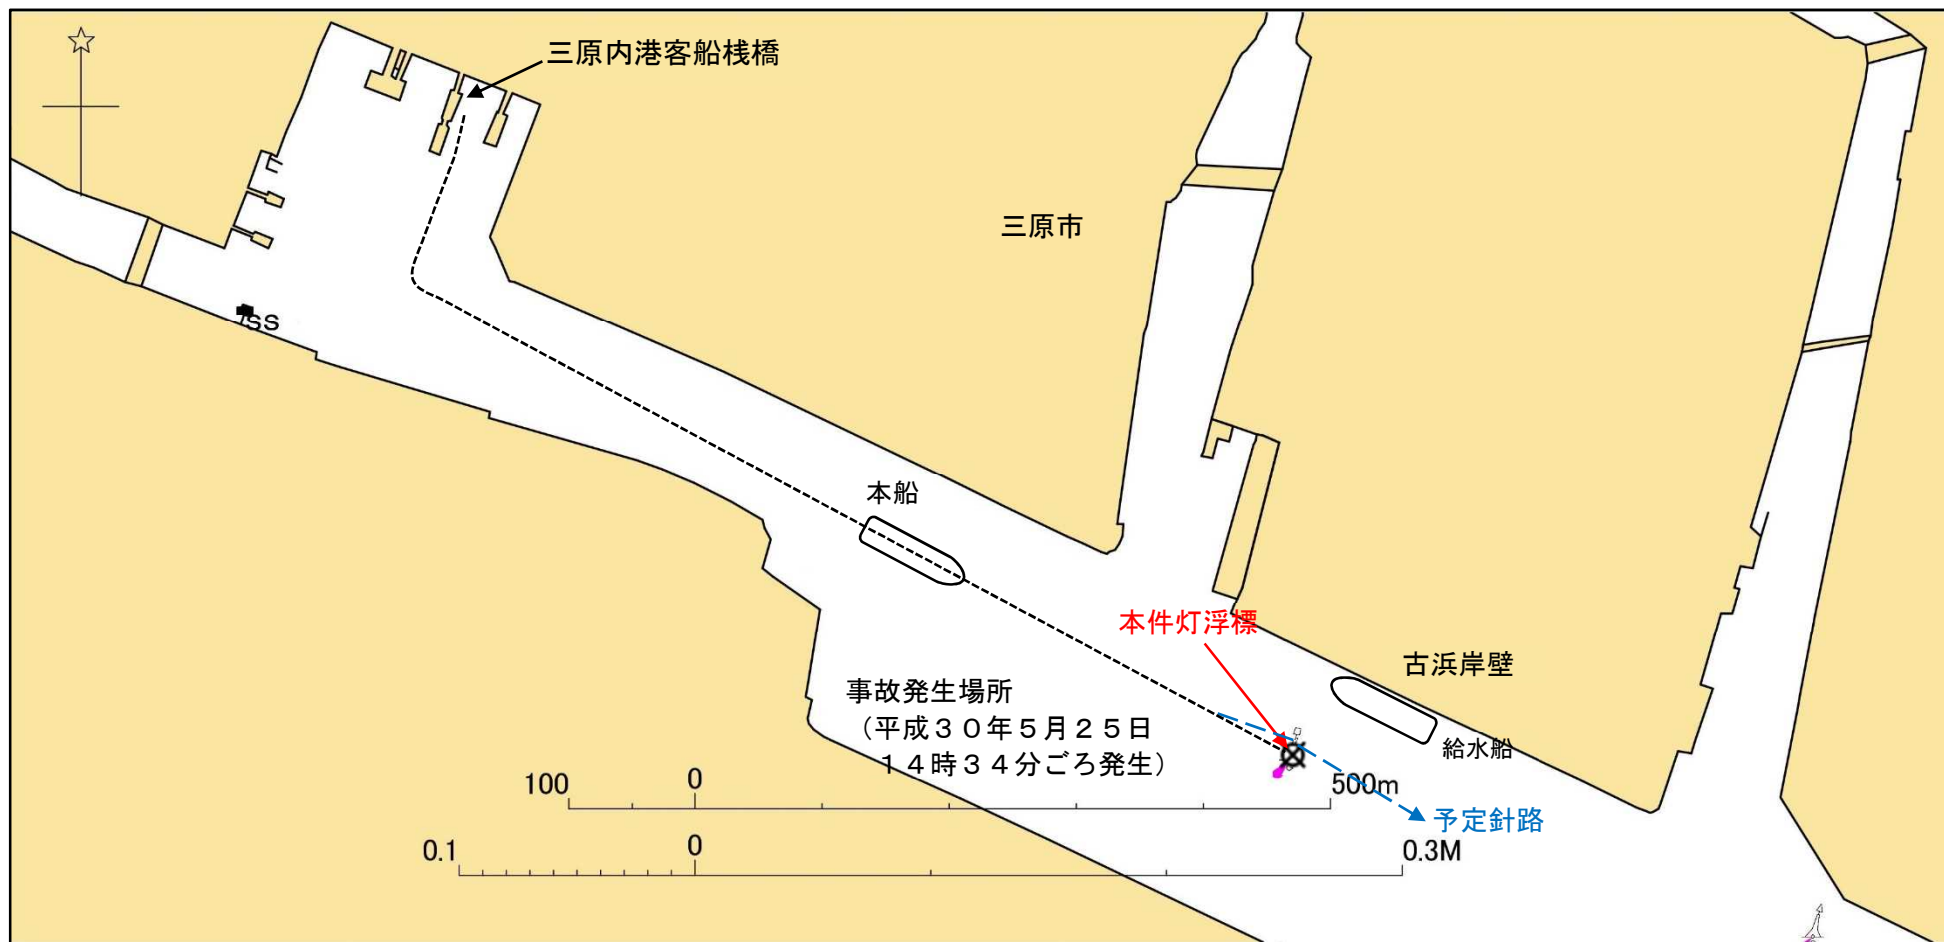 三原内港客船桟橋
三原市
SS
本船
本件灯浮標
古浜岸壁
事故発生場所
（平成３０年５月２５日
１４時３４分ごろ発生）
給水船
100 0 500m
予定針路
0.1 0 0.3M